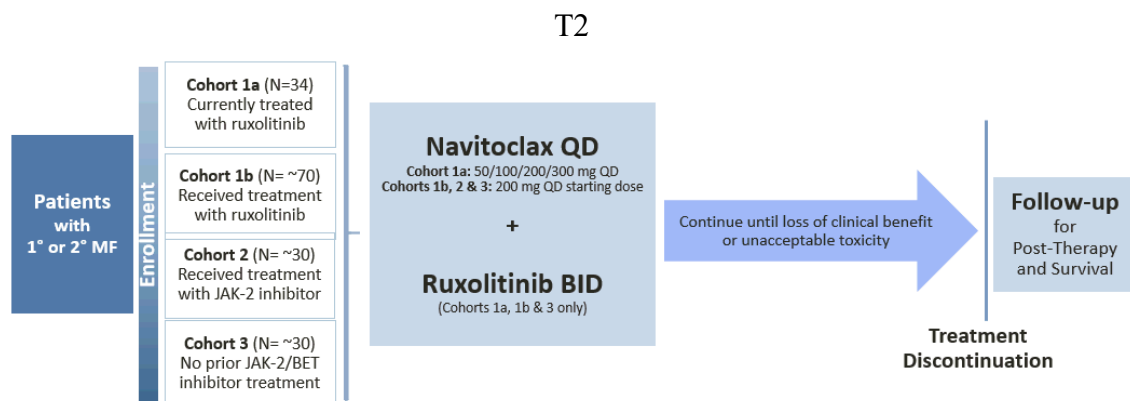 T2
Patients
with
1° or 2° MF
Enrollment
Cohort 1a (N=34)
Currently treated
with ruxolitinib
Cohort 1b (N= ~70)
Received treatment
with ruxolitinib
Cohort 2 (N= ~30)
Received treatment
with JAK-2 inhibitor
Cohort 3 (N= ~30)
No prior JAK-2/BET
inhibitor treatment
Navitoclax QD
Cohort 1a: 50/100/200/300 mg QD
Cohorts 1b, 2 & 3: 200 mg QD starting dose
+
Ruxolitinib BID
(Cohorts 1a, 1b & 3 only)
Continue until loss of clinical benefit
or unacceptable toxicity
Treatment
Discontinuation
Follow-up
for
Post-Therapy
and Survival